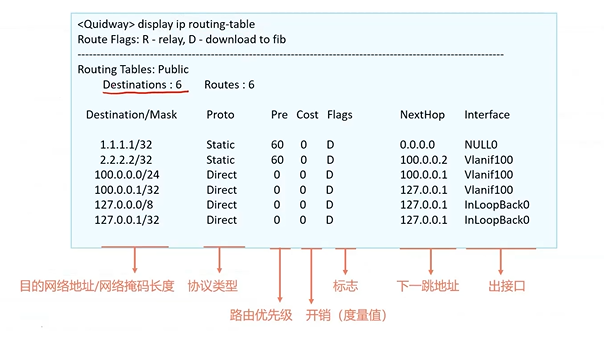 <Quidway> display ip routing-table
Route Flags: R - relay, D - download to fib
------------------------------------------------------------------------------
Routing Tables: Public
Destinations : 6 Routes : 6
Destination/Mask Proto Pre Cost Flags NextHop Interface
1.1.1.1/32 Static 60 0 D 0.0.0.0 NULL0
2.2.2.2/32 Static 60 0 D 100.0.0.2 Vlanif100
100.0.0.0/24 Direct 0 0 D 100.0.0.1 Vlanif100
100.0.0.1/32 Direct 0 0 D 127.0.0.1 Vlanif100
127.0.0.0/8 Direct 0 0 D 127.0.0.1 InLoopBack0
127.0.0.1/32 Direct 0 0 D 127.0.0.1 InLoopBack0
目的网络地址/网络掩码长度 协议类型 标志 下一跳地址 出接口
路由优先级 开销（度量值）